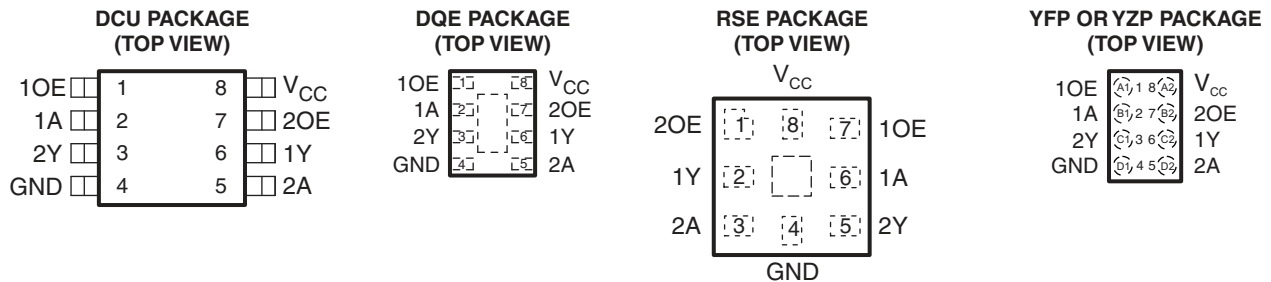 DCU PACKAGE
(TOP VIEW)
1OE 1 8 VCC
1A 2 7 2OE
2Y 3 6 1Y
GND 4 5 2A
DQE PACKAGE
(TOP VIEW)
1OE 1 8 VCC
1A 2 7 2OE
2Y 3 6 1Y
GND 4 5 2A
RSE PACKAGE
(TOP VIEW)
VCC
2OE 1 8 7 1OE
1Y 2 6 1A
2A 3 4 5 2Y
GND
YFP OR YZP PACKAGE
(TOP VIEW)
1OE A1 1 8 A2 VCC
1A B1 2 7 B2 2OE
2Y C1 3 6 C2 1Y
GND D1 4 5 D2 2A